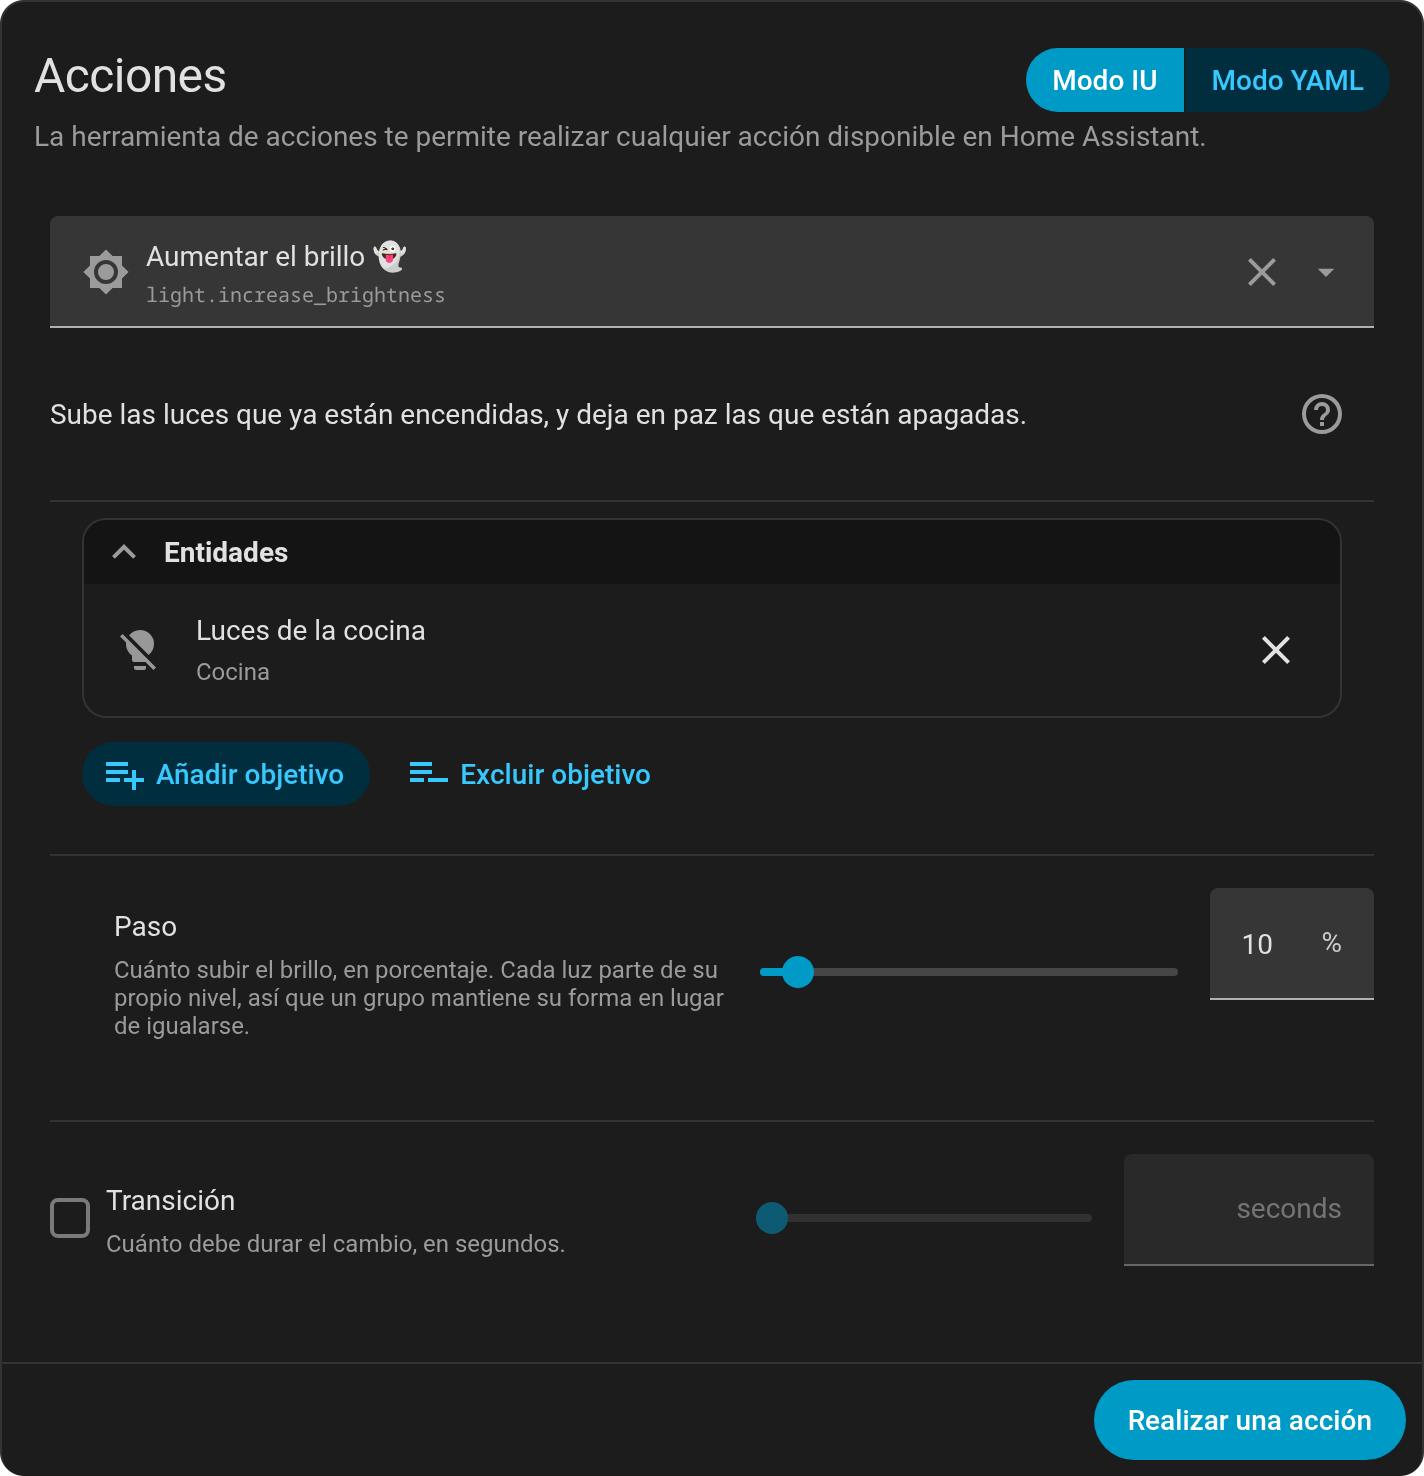 Acciones
Modo IU
Modo YAML
La herramienta de acciones te permite realizar cualquier acción disponible en Home Assistant.
Aumentar el brillo 👻
light.increase_brightness
Sube las luces que ya están encendidas, y deja en paz las que están apagadas.
Entidades
Luces de la cocina
Cocina
Añadir objetivo
Excluir objetivo
Paso
Cuánto subir el brillo, en porcentaje. Cada luz parte de su
propio nivel, así que un grupo mantiene su forma en lugar
de igualarse.
10 %
Transición
Cuánto debe durar el cambio, en segundos.
seconds
Realizar una acción